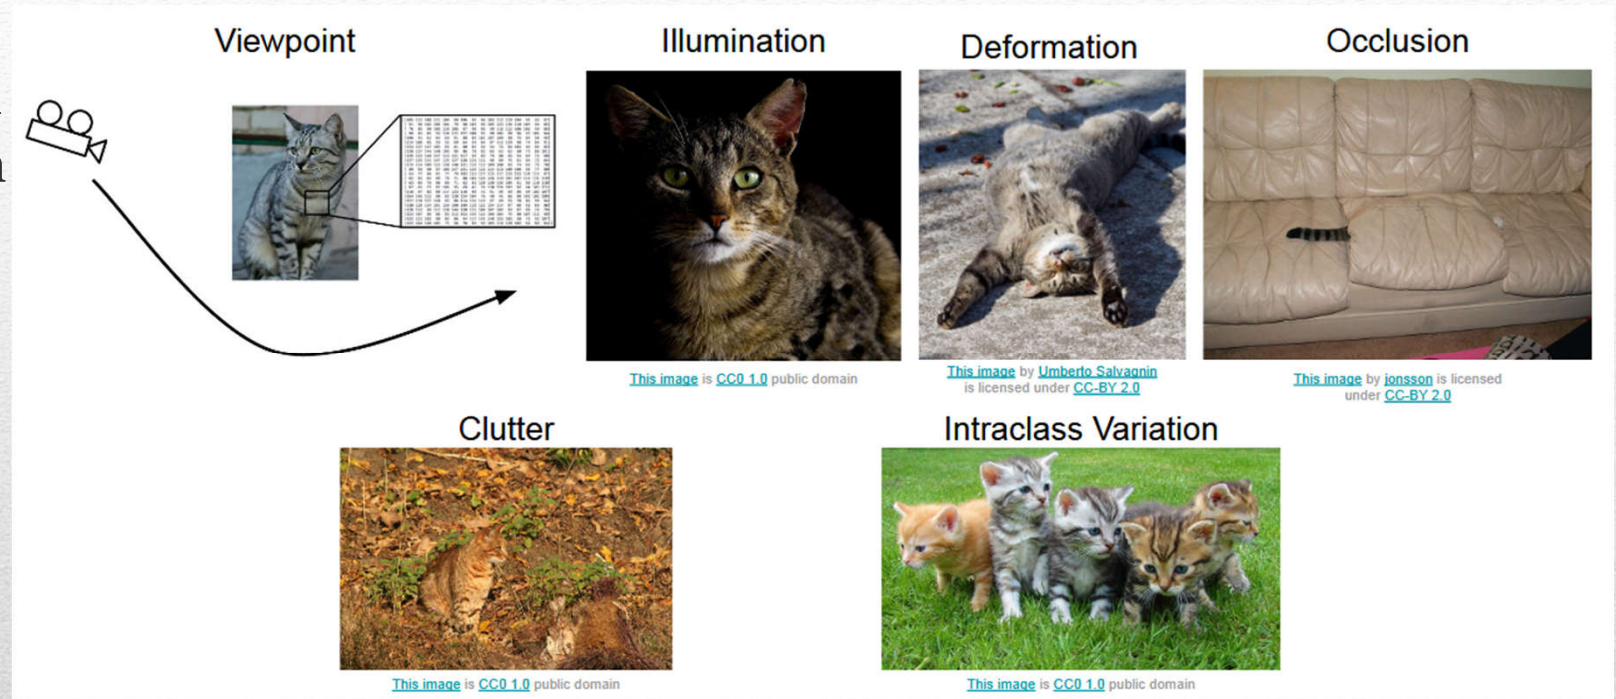 Viewpoint
Illumination
Deformation
Occlusion
This image is CC0 1.0 public domain
This image by Umberto Salvagnin
is licensed under CC-BY 2.0
This image by jonsson is licensed
under CC-BY 2.0
Clutter
Intraclass Variation
This image is CC0 1.0 public domain
This image is CC0 1.0 public domain